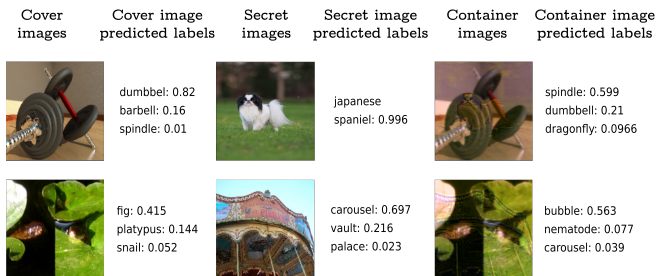 Cover images
Cover image predicted labels
Secret images
Secret image predicted labels
Container images
Container image predicted labels
dumbbel: 0.82
barbell: 0.16
spindle: 0.01
japanese
spaniel: 0.996
spindle: 0.599
dumbbell: 0.21
dragonfly: 0.0966
fig: 0.415
platypus: 0.144
snail: 0.052
carousel: 0.697
vault: 0.216
palace: 0.023
bubble: 0.563
nematode: 0.077
carousel: 0.039